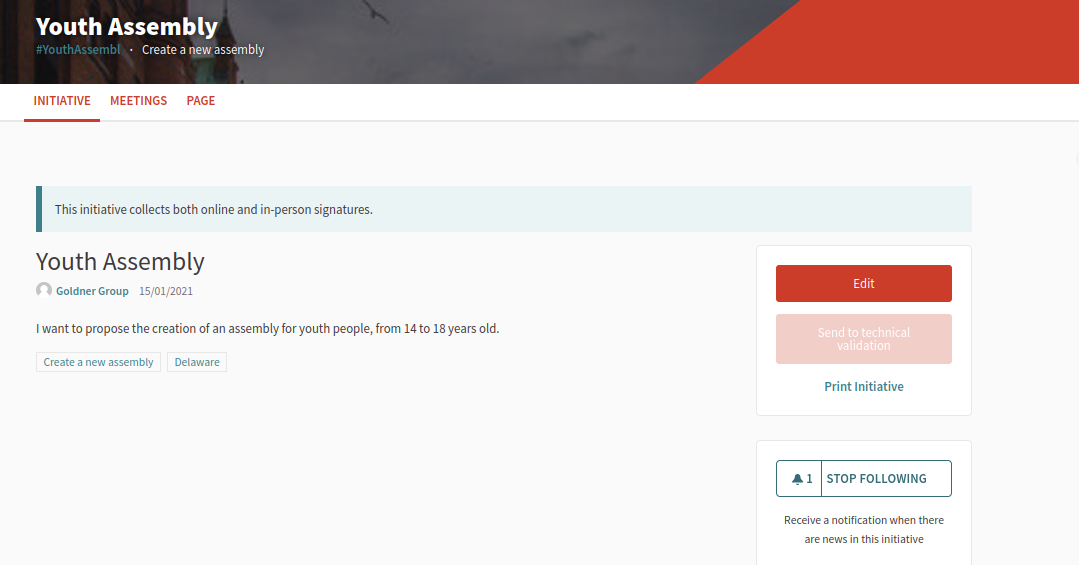 Youth Assembly
#YouthAssembl · Create a new assembly
INITIATIVE MEETINGS PAGE
This initiative collects both online and in-person signatures.
Youth Assembly
Goldner Group 15/01/2021
I want to propose the creation of an assembly for youth people, from 14 to 18 years old.
Create a new assembly Delaware
Edit
Send to technical
validation
Print Initiative
1 STOP FOLLOWING
Receive a notification when there
are news in this initiative